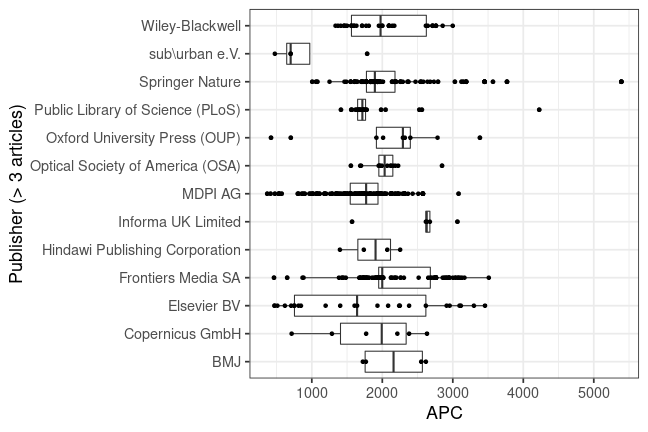 Publisher (> 3 articles)
Wiley-Blackwell
sub\urban e.V.
Springer Nature
Public Library of Science (PLoS)
Oxford University Press (OUP)
Optical Society of America (OSA)
MDPI AG
Informa UK Limited
Hindawi Publishing Corporation
Frontiers Media SA
Elsevier BV
Copernicus GmbH
BMJ
1000 2000 3000 4000 5000
APC